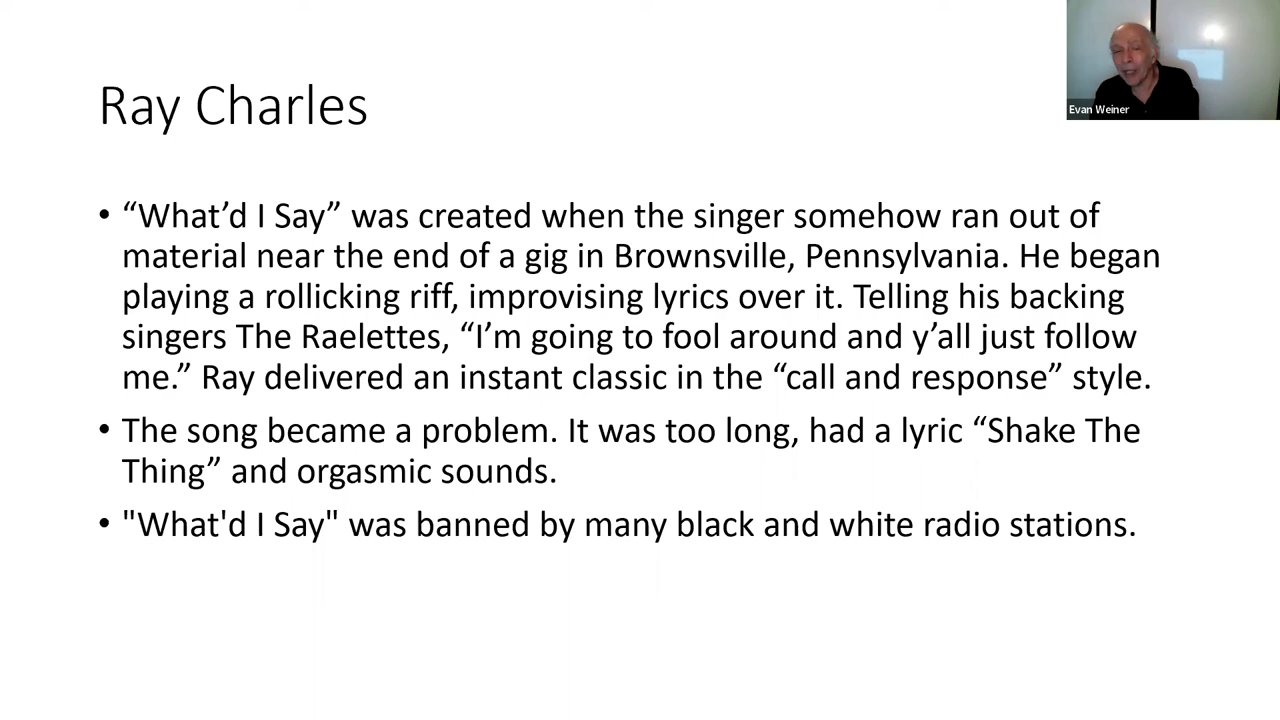 Ray Charles
Evan Weiner
• “What’d I Say” was created when the singer somehow ran out of
material near the end of a gig in Brownsville, Pennsylvania. He began
playing a rollicking riff, improvising lyrics over it. Telling his backing
singers The Raelettes, “I’m going to fool around and y’all just follow
me.” Ray delivered an instant classic in the “call and response” style.
• The song became a problem. It was too long, had a lyric “Shake The
Thing” and orgasmic sounds.
• "What'd I Say" was banned by many black and white radio stations.